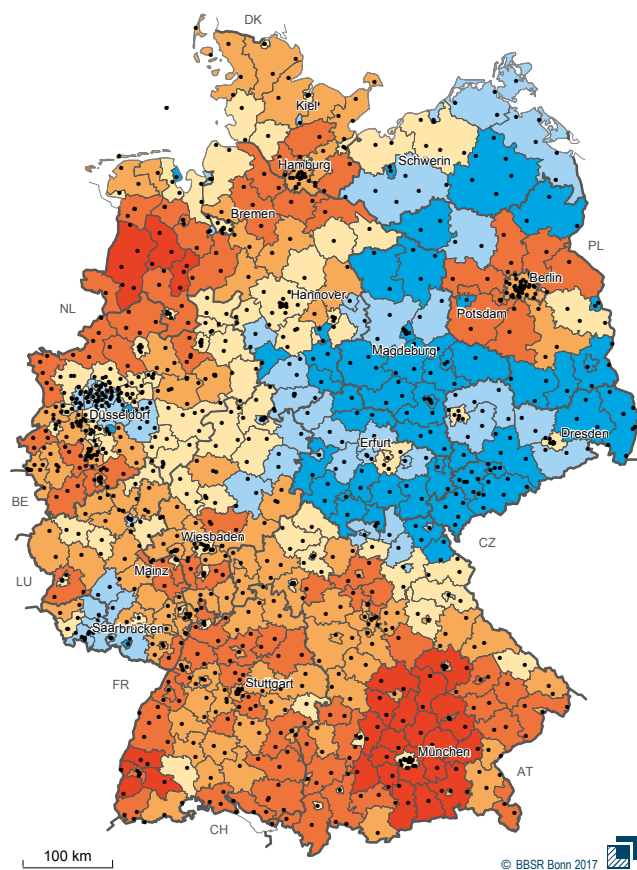 DK
Kiel
Schwerin
Hamburg
Bremen
PL
Berlin
NL
Hannover
Potsdam
Magdeburg
Düsseldorf
Dresden
Erfurt
BE
Wiesbaden
CZ
Mainz
LU
Saarbrücken
FR
Stuttgart
München
AT
CH
100 km
© BBSR Bonn 2017